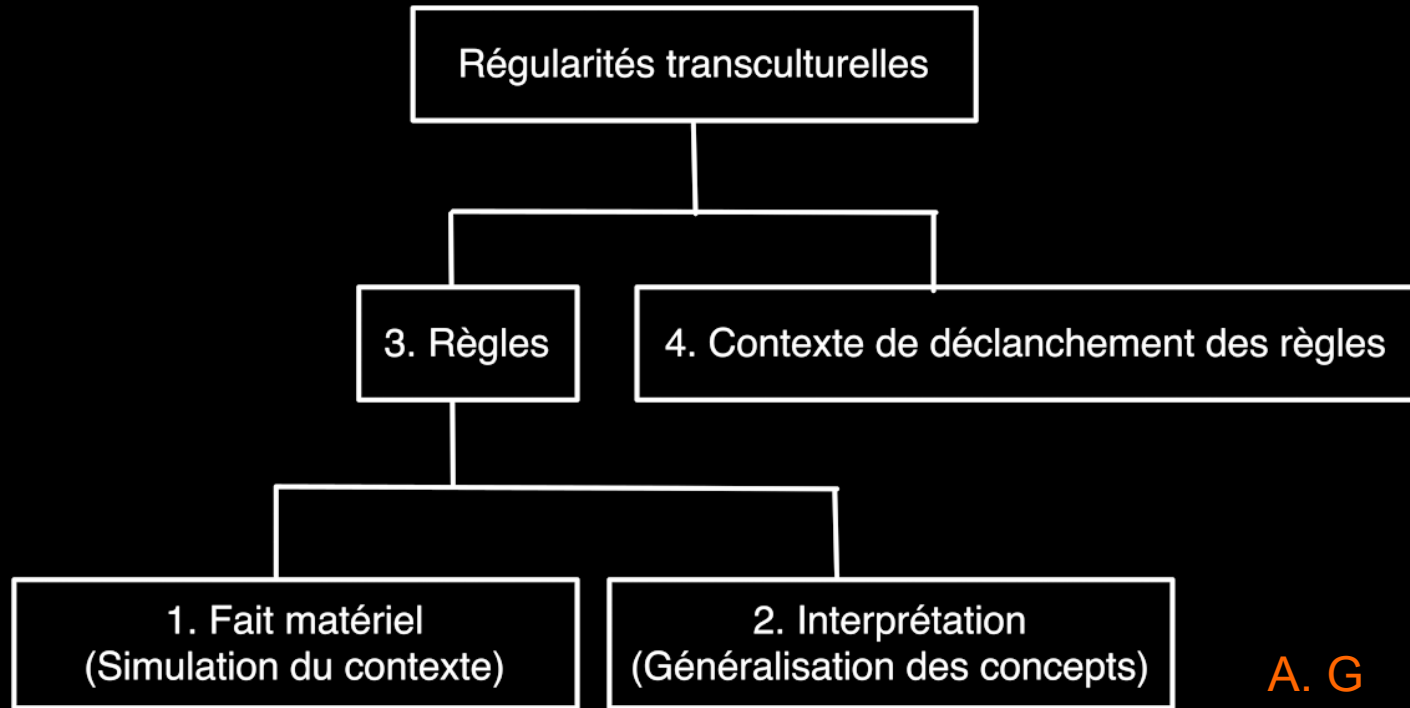 Régularités transculturelles
3. Règles
4. Contexte de déclanchement des règles
1. Fait matériel
(Simulation du contexte)
2. Interprétation
(Généralisation des concepts)
A. G